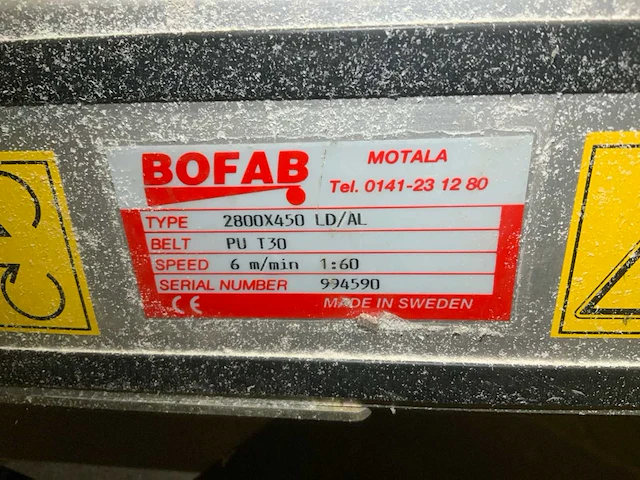 BOFAB
MOTALA
Tel. 0141-23 12 80
TYPE 2800X450 LD/AL
BELT PU T30
SPEED 6 m/min 1:60
SERIAL NUMBER 994590
CE MADE IN SWEDEN